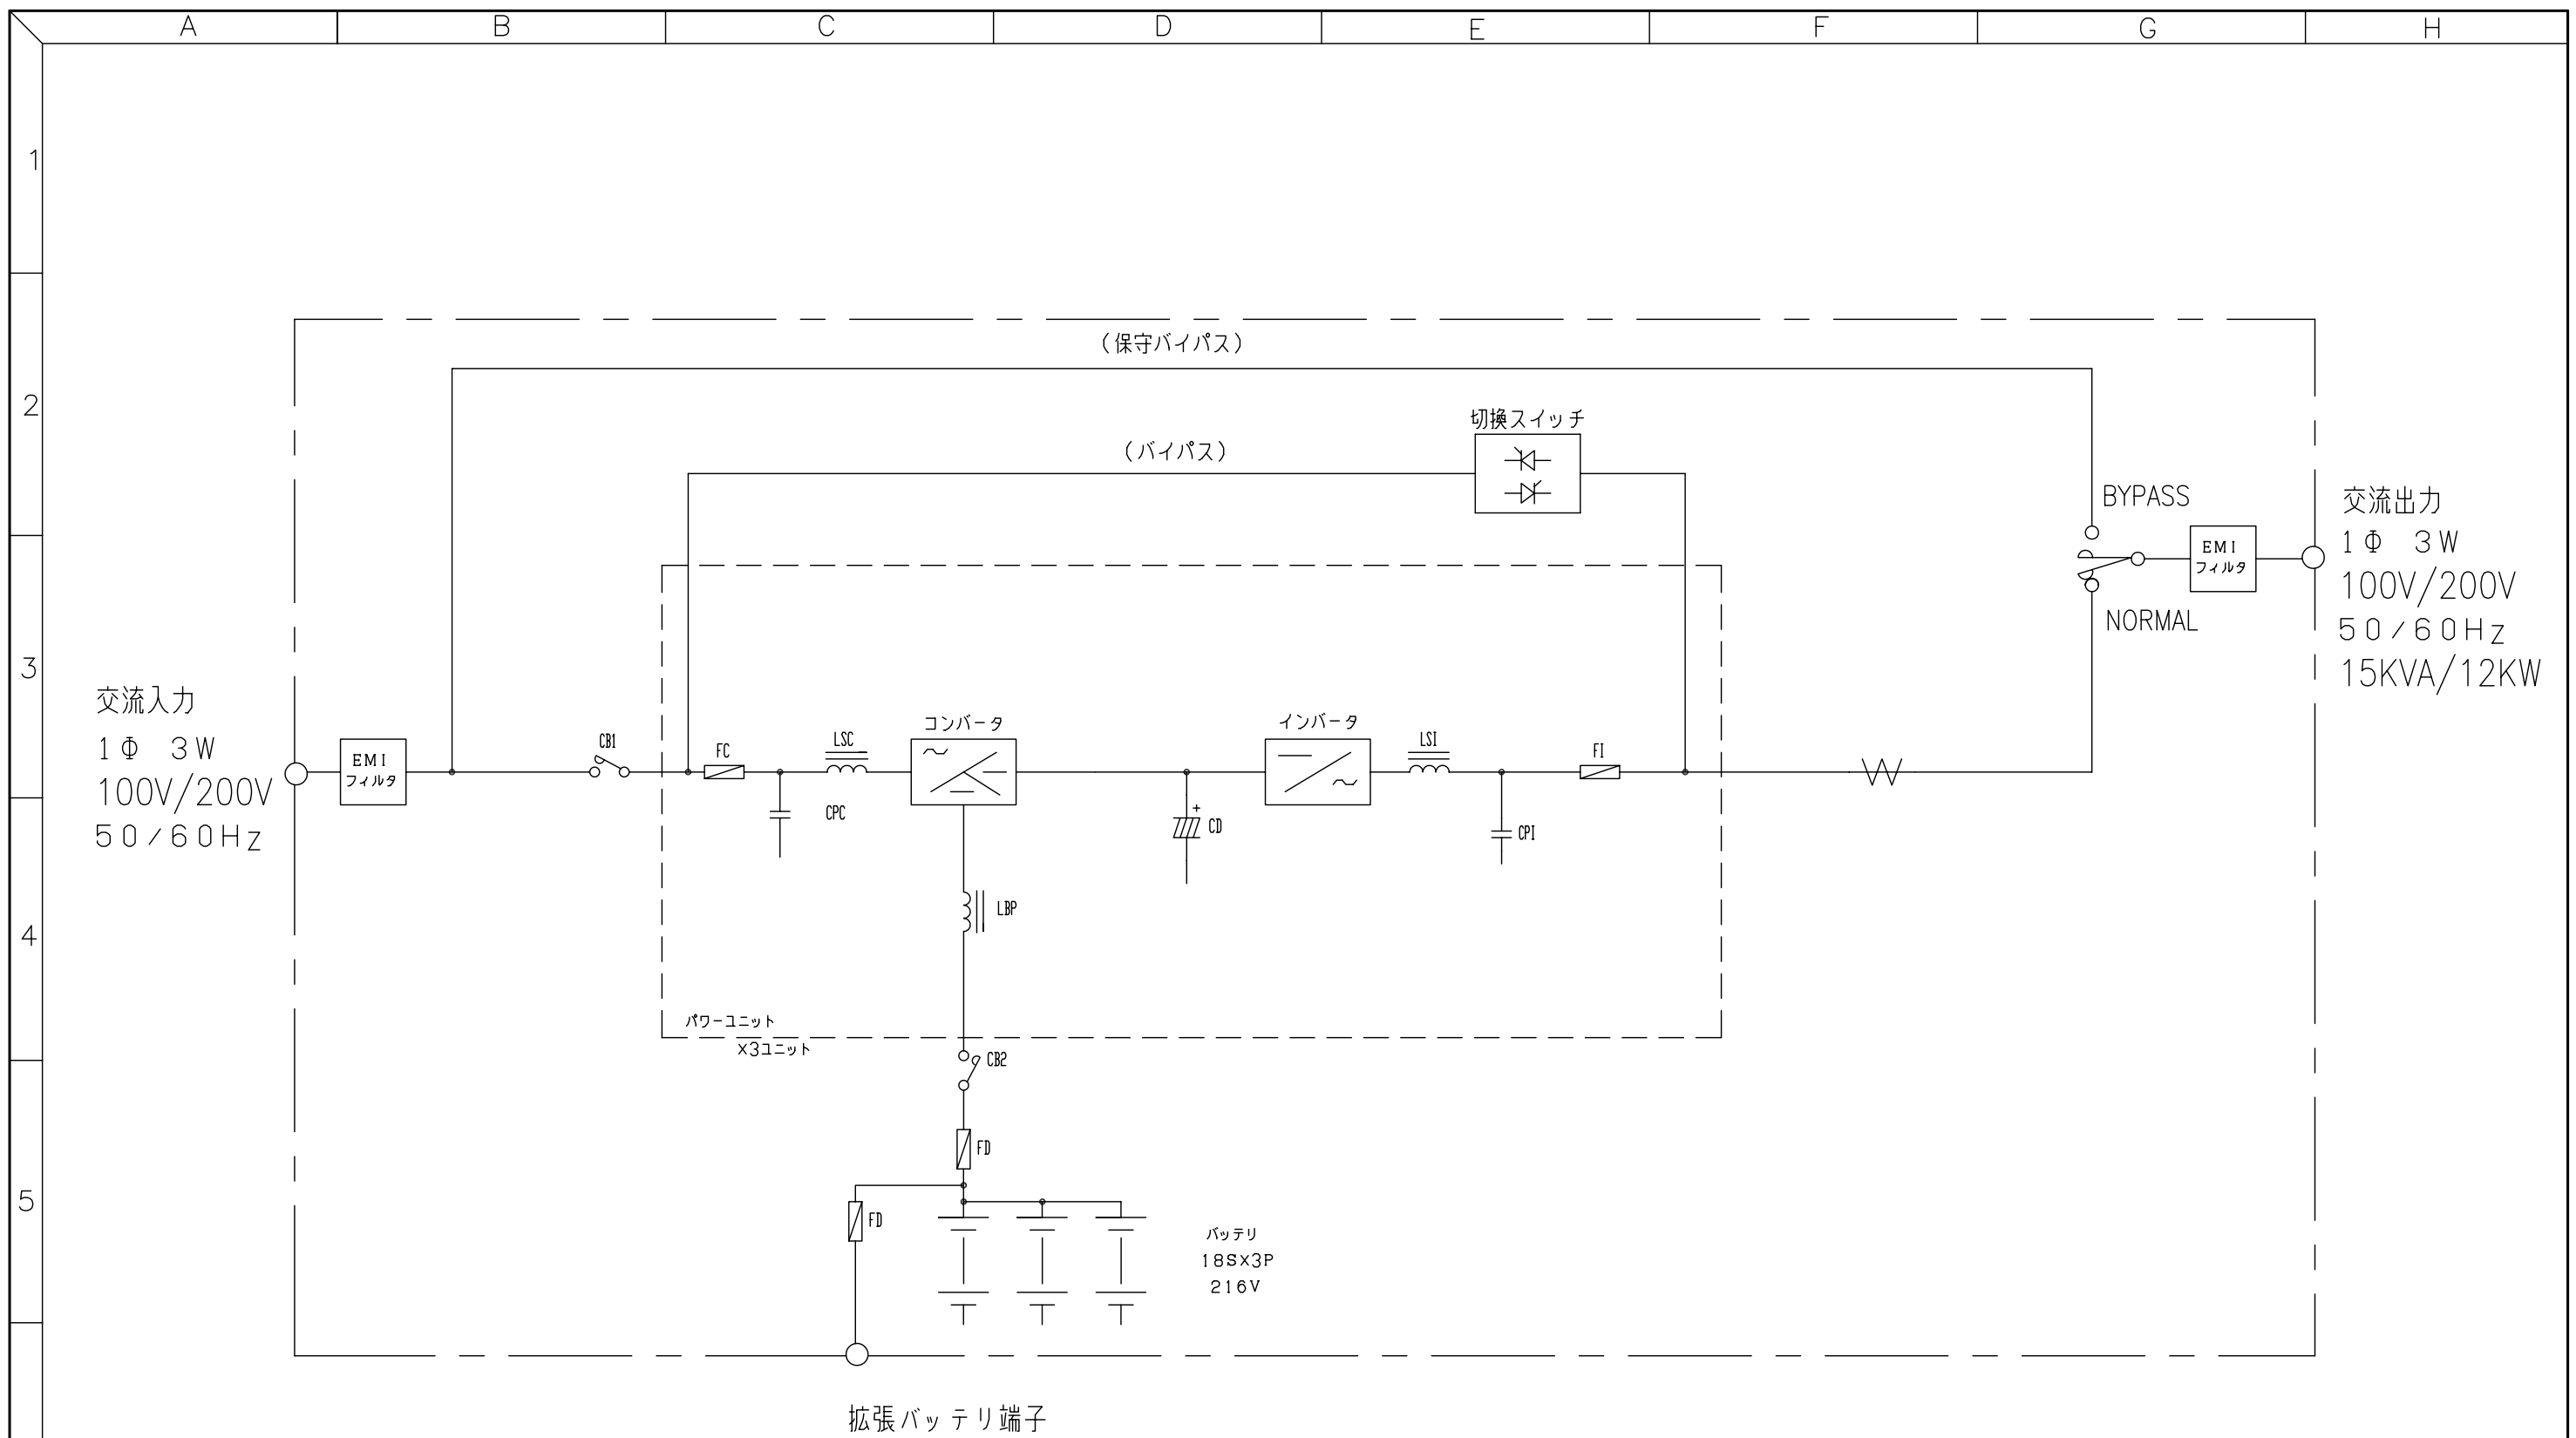 A B C D E F G H
1
2
3
4
5
(保守バイパス)
切換スイッチ
(バイパス)
BYPASS
NORMAL
EMI
フィルタ
交流出力
1Φ 3W
100V/200V
50/60Hz
15KVA/12KW
交流入力
1Φ 3W
100V/200V
50/60Hz
EMI
フィルタ
CB1
FC
LSC
CPC
コンバータ
CD
+
インバータ
LSI
CPI
FI
LBP
パワーユニット
×3ユニット
CB2
FD
FD
バッテリ
18S×3P
216V
拡張バッテリ端子